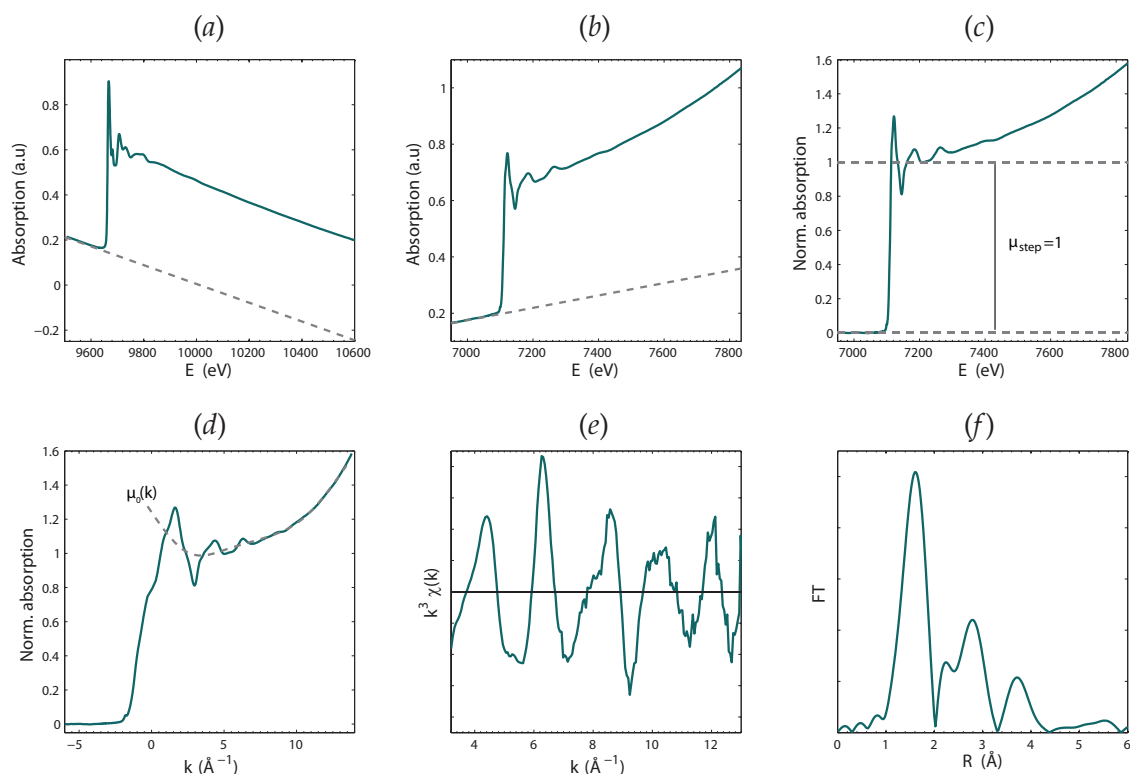 (a)
Absorption (a.u)
0.8
0.6
0.4
0.2
0
−0.2
9600 9800 10000 10200 10400 10600
E (eV)
(b)
Absorption (a.u)
1
0.8
0.6
0.4
0.2
7000 7200 7400 7600 7800
E (eV)
(c)
Norm. absorption
1.6
1.4
1.2
1
0.8
0.6
0.4
0.2
0
μstep=1
7000 7200 7400 7600 7800
E (eV)
(d)
Norm. absorption
1.6
1.4
1.2
1.0
0.8
0.6
0.4
0.2
0
μ₀(k)
−5 0 5 10
k (Å⁻¹)
(e)
k³ χ(k)
4 6 8 10 12
k (Å⁻¹)
(f)
FT
0 1 2 3 4 5 6
R (Å)